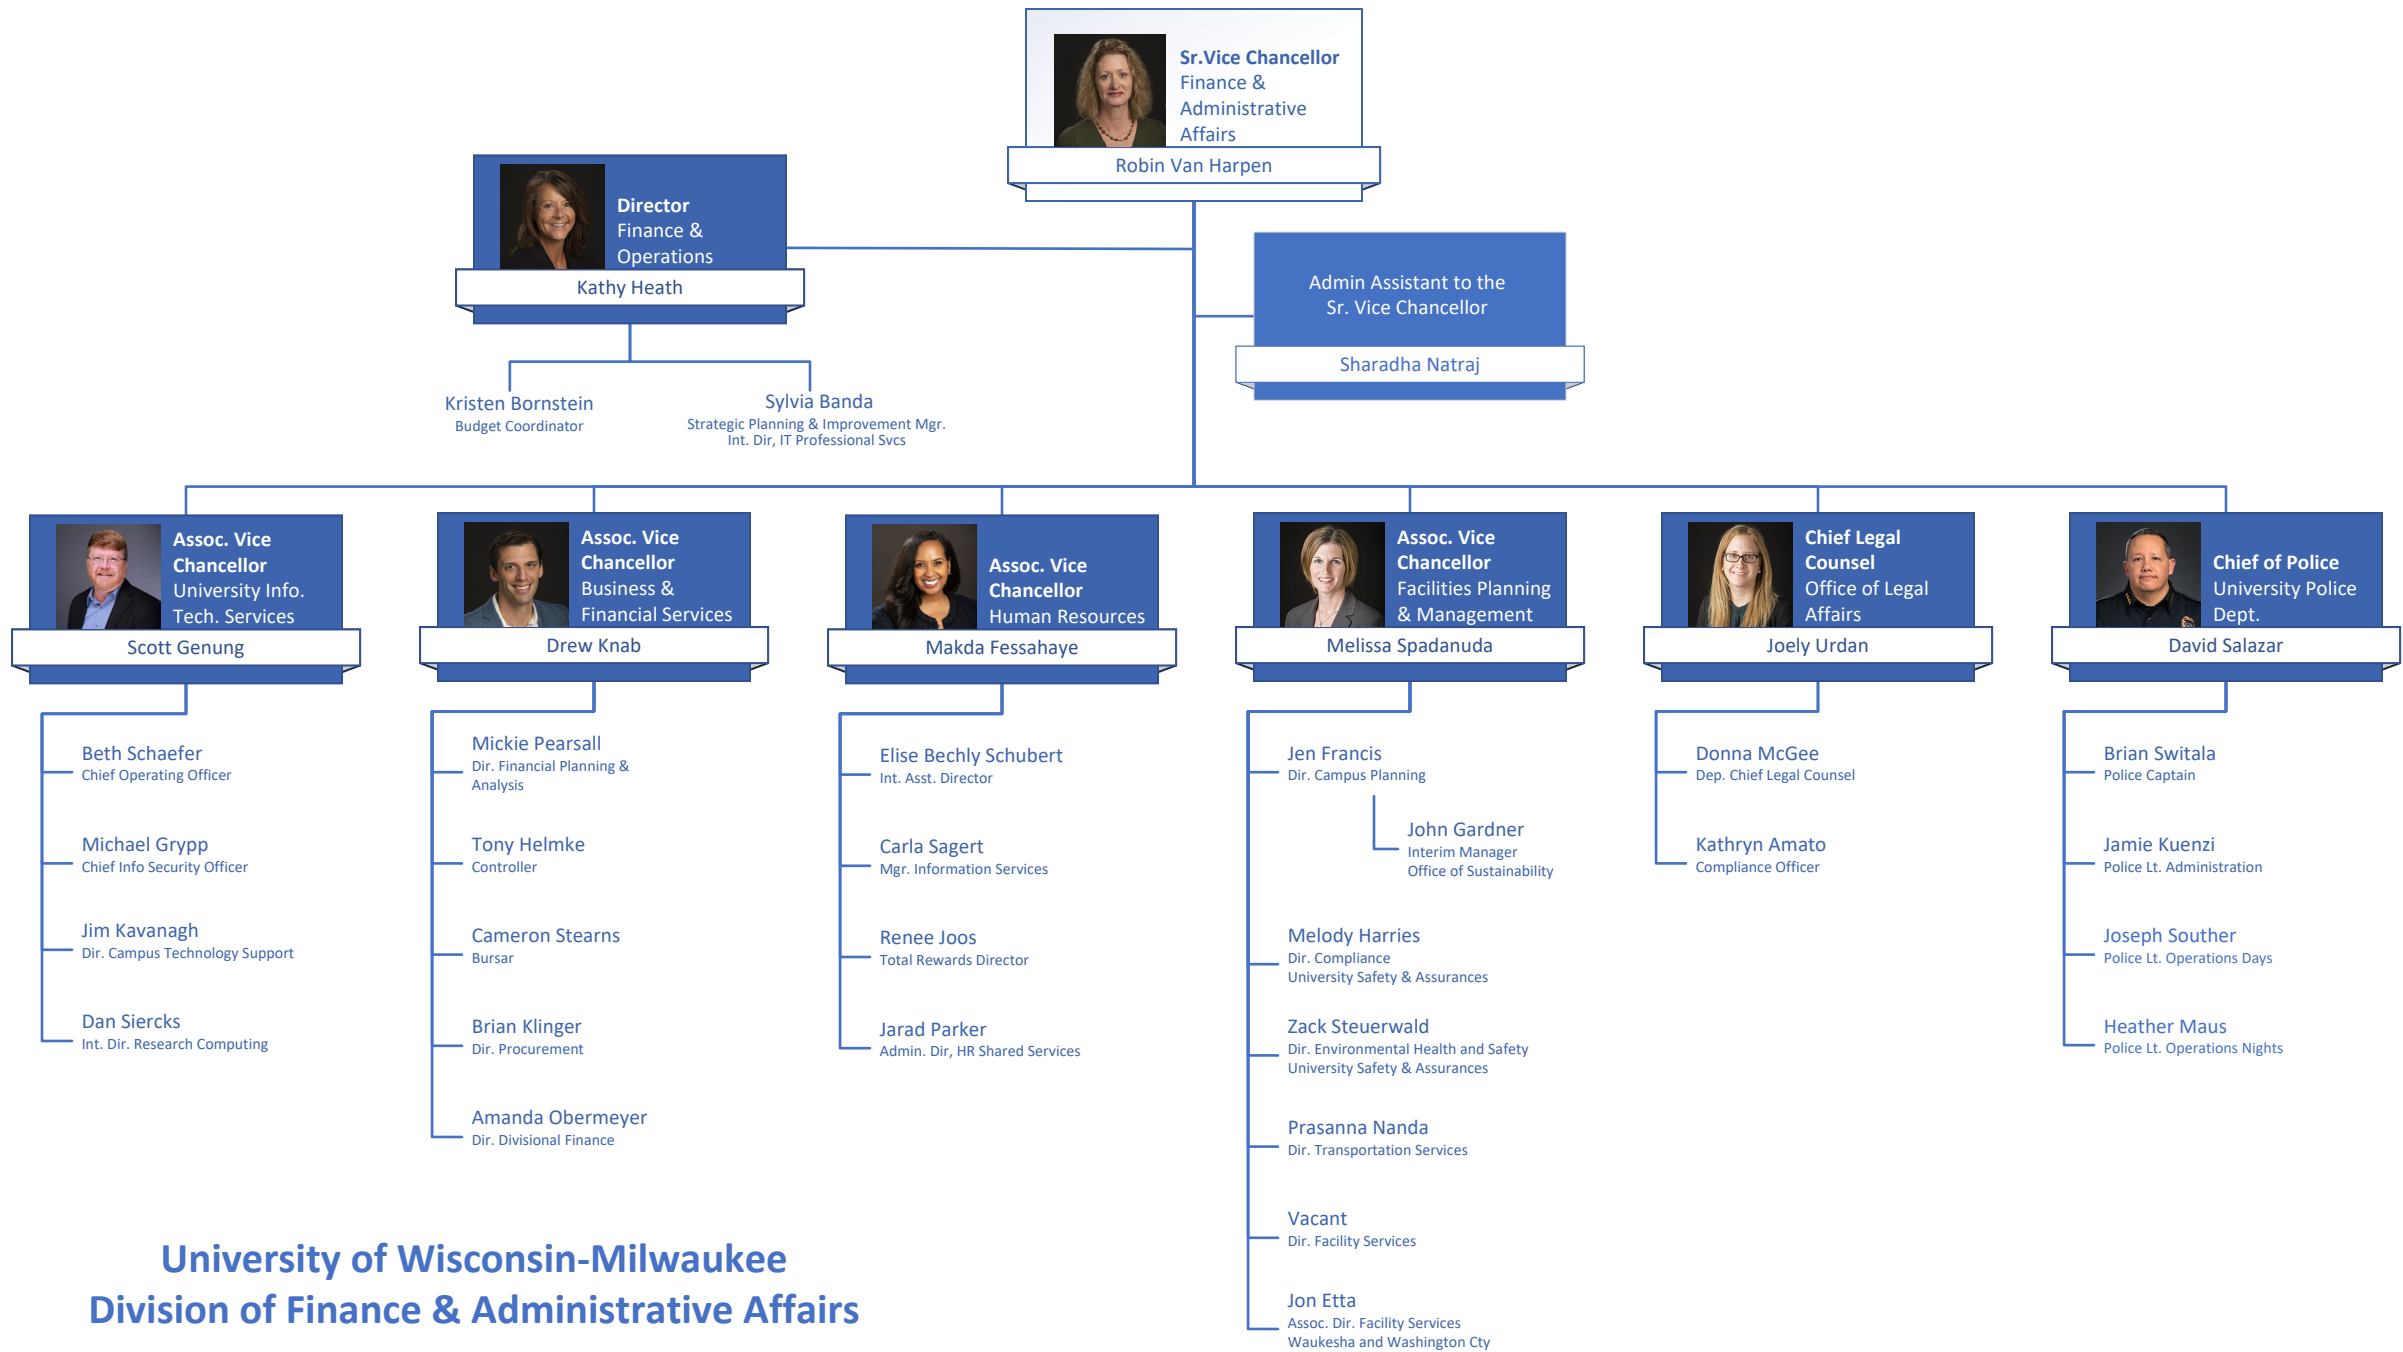 Sr.Vice Chancellor
Finance &
Administrative
Affairs
Robin Van Harpen
Director
Finance &
Operations
Kathy Heath
Admin Assistant to the
Sr. Vice Chancellor
Sharadha Natraj
Kristen Bornstein
Budget Coordinator
Sylvia Banda
Strategic Planning & Improvement Mgr.
Int. Dir, IT Professional Svcs
Assoc. Vice
Chancellor
University Info.
Tech. Services
Scott Genung
Beth Schaefer
Chief Operating Officer
Michael Grypp
Chief Info Security Officer
Jim Kavanagh
Dir. Campus Technology Support
Dan Siercks
Int. Dir. Research Computing
Assoc. Vice
Chancellor
Business &
Financial Services
Drew Knab
Mickie Pearsall
Dir. Financial Planning &
Analysis
Tony Helmke
Controller
Cameron Stearns
Bursar
Brian Klinger
Dir. Procurement
Amanda Obermeyer
Dir. Divisional Finance
Assoc. Vice
Chancellor
Human Resources
Makda Fessahaye
Elise Bechly Schubert
Int. Asst. Director
Carla Sagert
Mgr. Information Services
Renee Joos
Total Rewards Director
Jarad Parker
Admin. Dir, HR Shared Services
Assoc. Vice
Chancellor
Facilities Planning
& Management
Melissa Spadanuda
Jen Francis
Dir. Campus Planning
John Gardner
Interim Manager
Office of Sustainability
Melody Harries
Dir. Compliance
University Safety & Assurances
Zack Steuerwald
Dir. Environmental Health and Safety
University Safety & Assurances
Prasanna Nanda
Dir. Transportation Services
Vacant
Dir. Facility Services
Jon Etta
Assoc. Dir. Facility Services
Waukesha and Washington Cty
Chief Legal
Counsel
Office of Legal
Affairs
Joely Urdan
Donna McGee
Dep. Chief Legal Counsel
Kathryn Amato
Compliance Officer
Chief of Police
University Police
Dept.
David Salazar
Brian Switala
Police Captain
Jamie Kuenzi
Police Lt. Administration
Joseph Souther
Police Lt. Operations Days
Heather Maus
Police Lt. Operations Nights
University of Wisconsin-Milwaukee
Division of Finance & Administrative Affairs